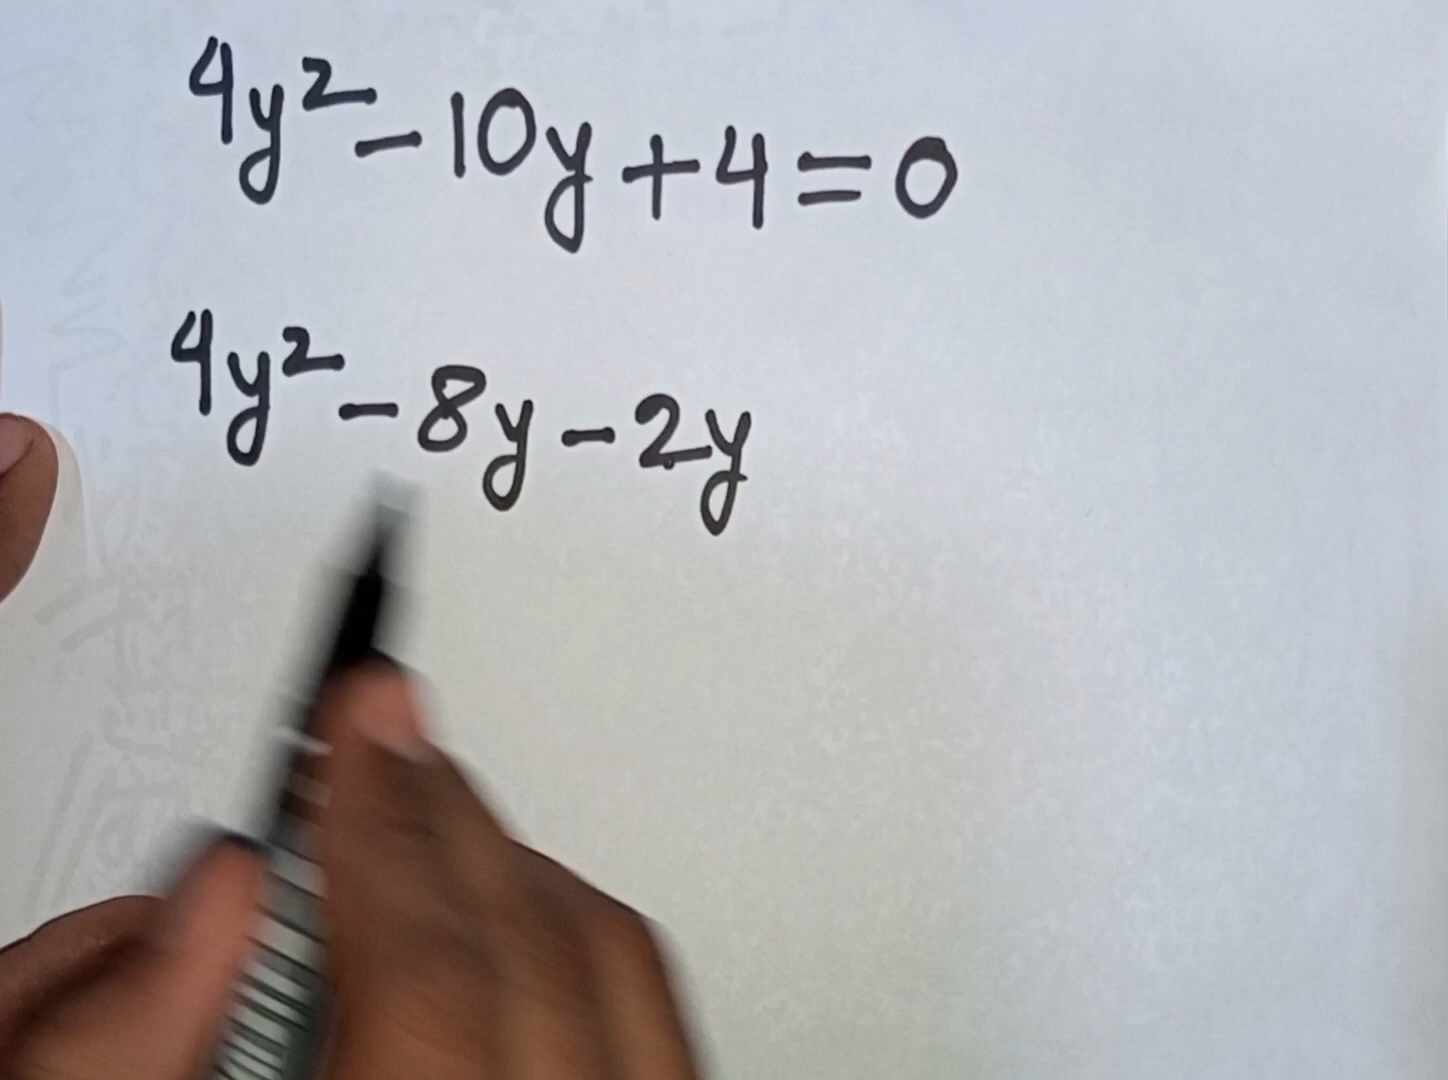 4y² - 10y + 4 = 0
4y² - 8y - 2y